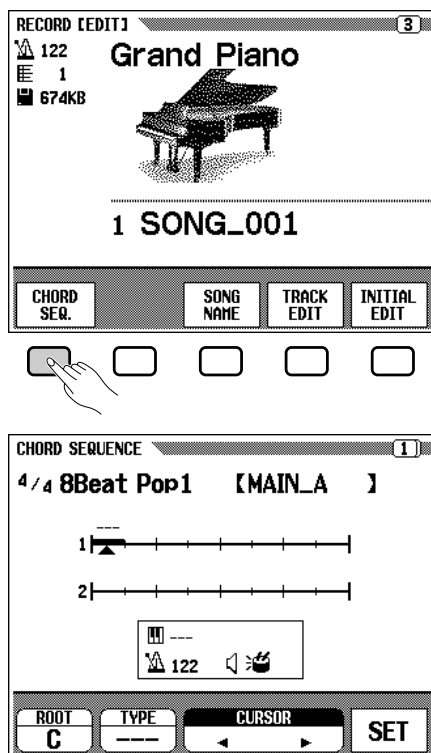 RECORD [EDIT] 3
122
1
674KB
Grand Piano
1 SONG_001
CHORD SEQ.
SONG NAME
TRACK EDIT
INITIAL EDIT
CHORD SEQUENCE 1
4/4 8Beat Pop1 【MAIN_A 】
---
1
2
---
122
ROOT
C
TYPE
---
CURSOR
◄ ►
SET